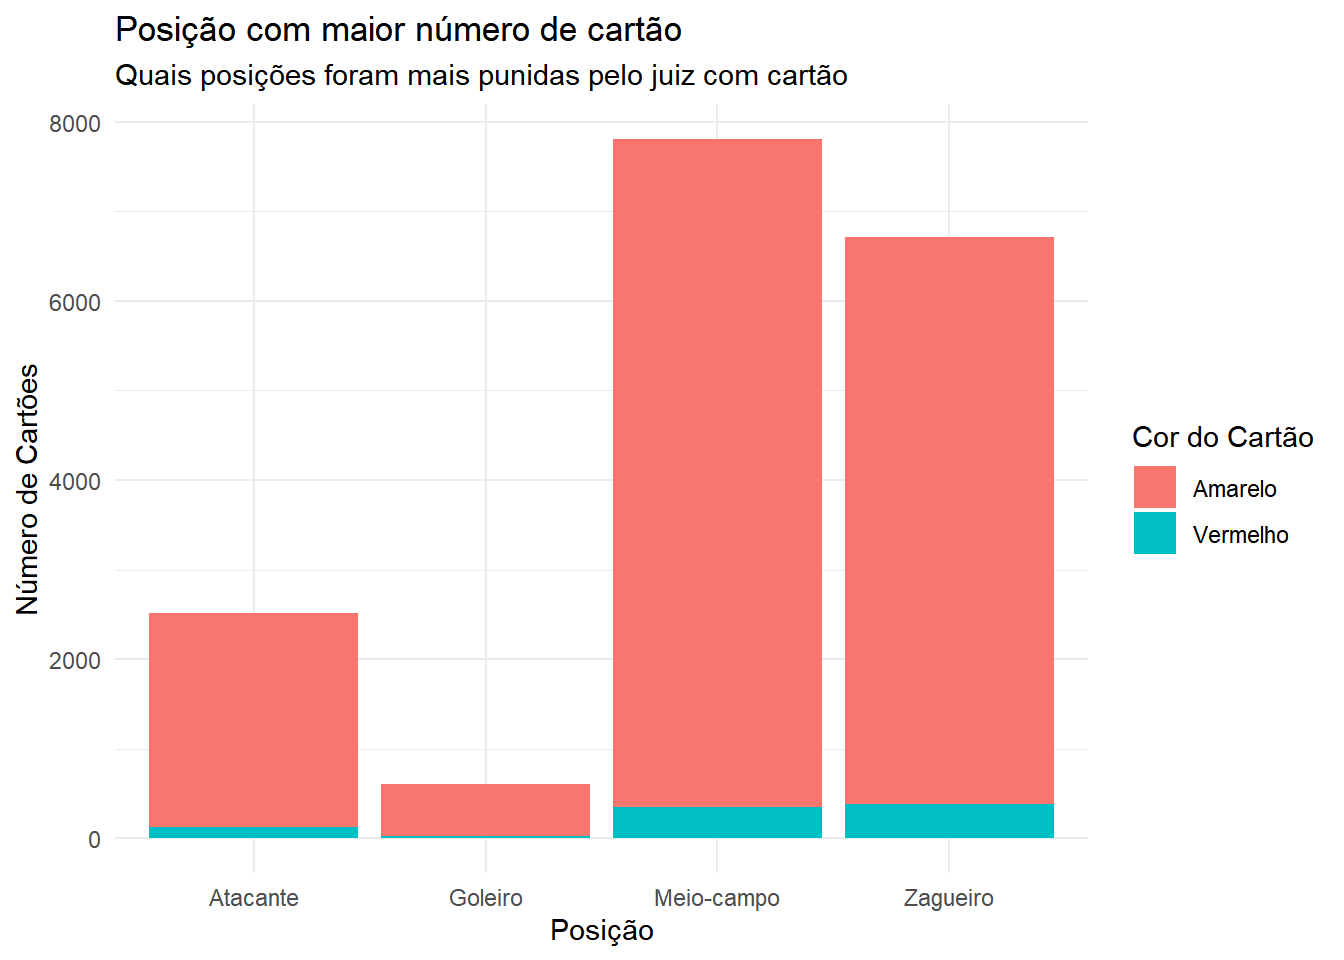 Posição com maior número de cartão
Quais posições foram mais punidas pelo juiz com cartão
8000
6000
4000
2000
0
Número de Cartões
Atacante
Goleiro
Meio-campo
Zagueiro
Posição
Cor do Cartão
Amarelo
Vermelho